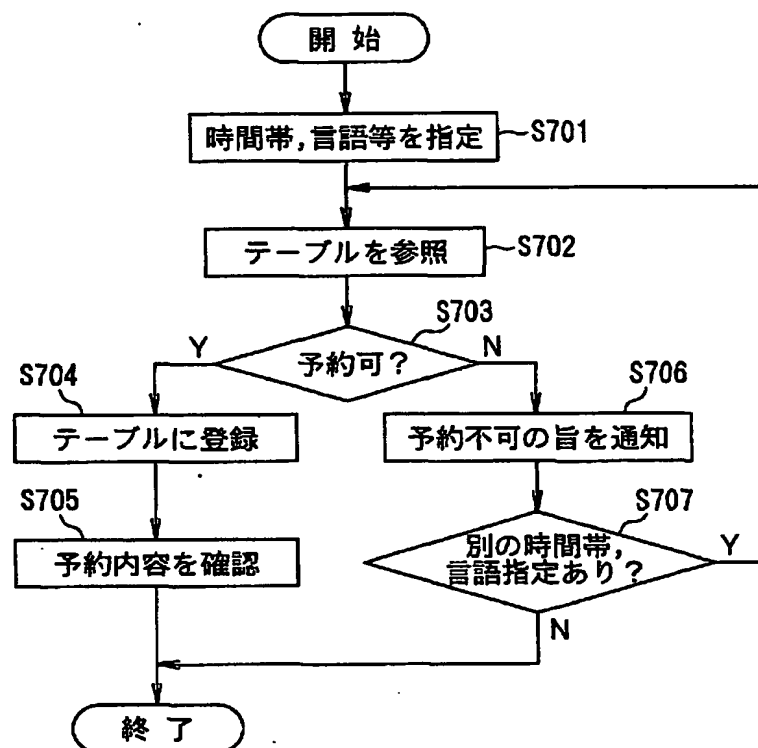 開始
時間帯,言語等を指定
S701
テーブルを参照
S702
S703
予約可?
Y
N
S704
テーブルに登録
S706
予約不可の旨を通知
S705
予約内容を確認
S707
別の時間帯,
言語指定あり?
Y
N
終了